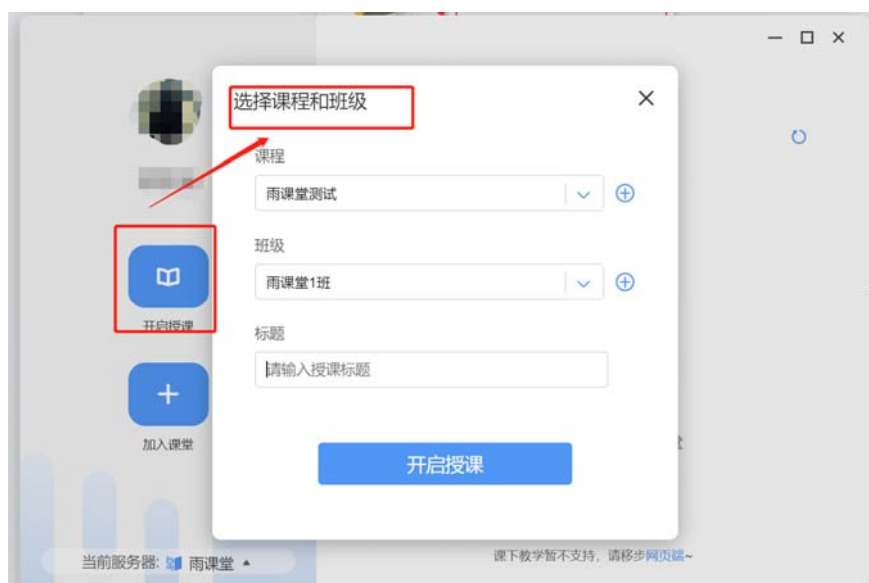 选择课程和班级
课程
雨课堂测试
班级
雨课堂1班
标题
请输入授课标题
开启授课
开启授课
加入课堂
当前服务器: 雨课堂
课下教学暂不支持，请移步网页端~